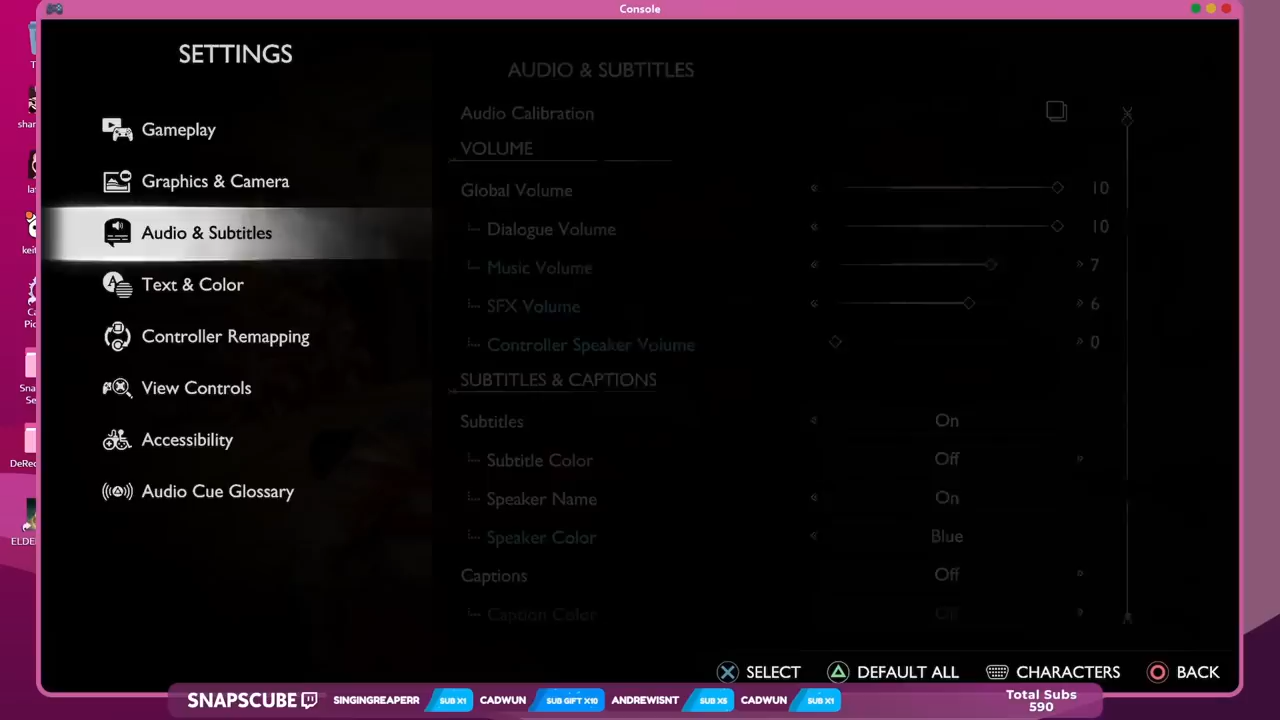 Console
SETTINGS
Gameplay
Graphics & Camera
Audio & Subtitles
Text & Color
Controller Remapping
View Controls
Accessibility
Audio Cue Glossary
AUDIO & SUBTITLES
Audio Calibration
VOLUME
Global Volume 10
Dialogue Volume 10
Music Volume 7
SFX Volume 6
Controller Speaker Volume 0
SUBTITLES & CAPTIONS
Subtitles On
Subtitle Color Off
Speaker Name On
Speaker Color Blue
Captions Off
Caption Color Off
SELECT DEFAULT ALL CHARACTERS BACK
SNAPSCUBE SINGINGREAPERR SUB X1 CADWUN SUB GIFT X10 ANDREWISNT SUB X5 CADWUN SUB X1
Total Subs
590